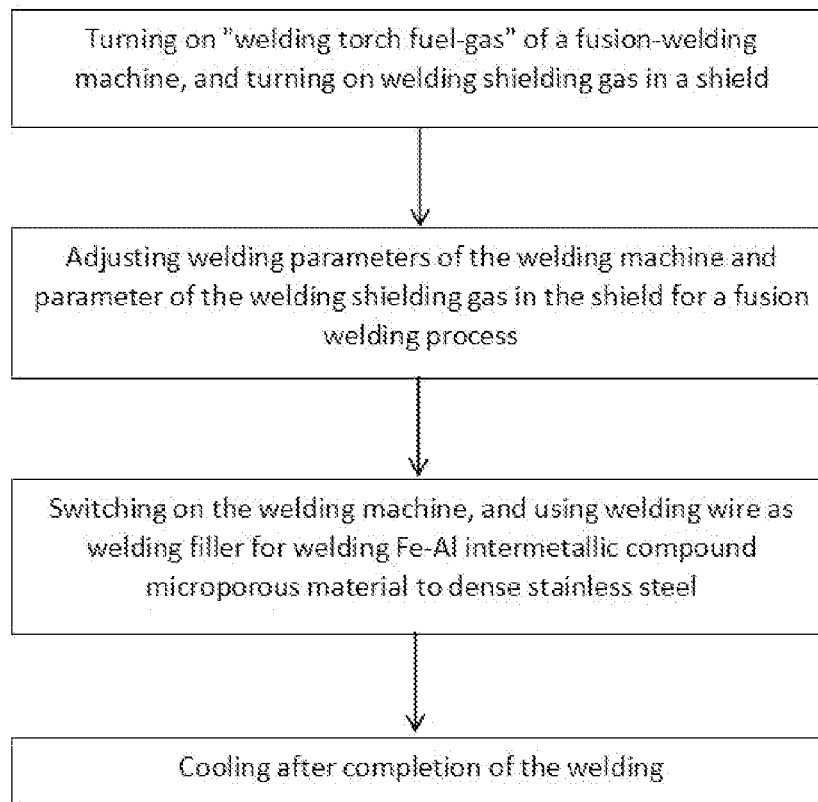 Turning on "welding torch fuel-gas" of a fusion-welding
machine, and turning on welding shielding gas in a shield
Adjusting welding parameters of the welding machine and
parameter of the welding shielding gas in the shield for a fusion
welding process
Switching on the welding machine, and using welding wire as
welding filler for welding Fe-Al intermetallic compound
microporous material to dense stainless steel
Cooling after completion of the welding